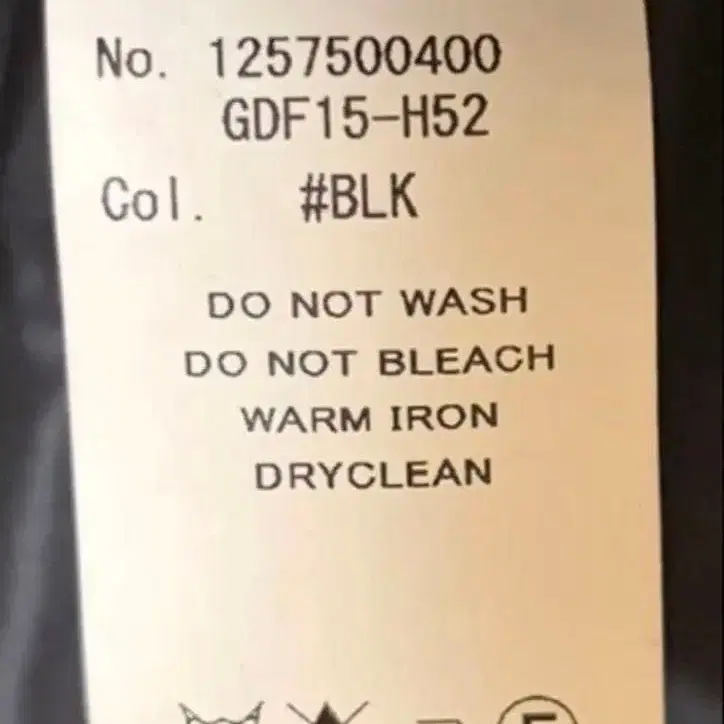 No. 1257500400
GDF15-H52
Col. #BLK
DO NOT WASH
DO NOT BLEACH
WARM IRON
DRYCLEAN